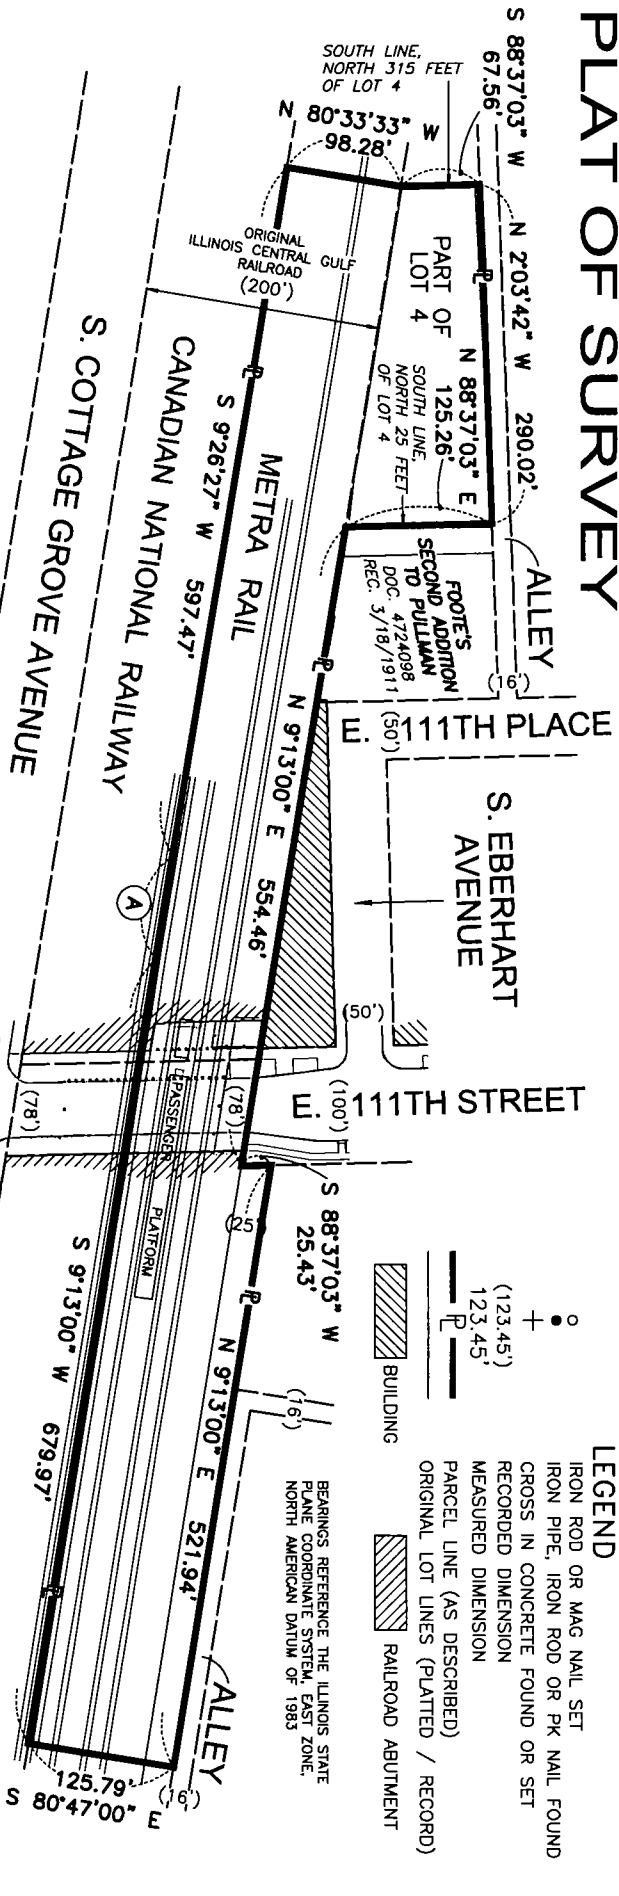 PLAT OF SURVEY
S 88°37'03" W
67.56'
N 2°03'42" W 290.02'
SOUTH LINE,
NORTH 315 FEET
OF LOT 4
N 80°33'33" W
98.28'
PART OF
LOT 4
N 88°37'03" E
125.26'
SOUTH LINE,
NORTH 25 FEET
OF LOT 4
ALLEY
(16')
FOOTE'S
SECOND ADDITION
TO PULLMAN
DOC. 4724098
REC. 3/18/1911
ORIGINAL
ILLINOIS CENTRAL GULF
RAILROAD
(200')
S 9°26'27" W 597.47'
METRA RAIL
CANADIAN NATIONAL RAILWAY
S. COTTAGE GROVE AVENUE
E. 111TH PLACE
(50')
N 9°13'00" E 554.46'
S. EBERHART
AVENUE
(50')
A
E. 111TH STREET
(100')
(78')
(78')
PASSENGER
PLATFORM
S 88°37'03" W
25.43'
(25')
S 9°13'00" W 679.97'
N 9°13'00" E 521.94'
(16')
ALLEY
(16')
125.79'
S 80°47'00" E
PL
PL
PL
PL
PL
LEGEND
IRON ROD OR MAG NAIL SET
IRON PIPE, IRON ROD OR PK NAIL FOUND
CROSS IN CONCRETE FOUND OR SET
(123.45') RECORDED DIMENSION
123.45' MEASURED DIMENSION
PL PARCEL LINE (AS DESCRIBED)
ORIGINAL LOT LINES (PLATTED / RECORD)
BUILDING
RAILROAD ABUTMENT
BEARINGS REFERENCE THE ILLINOIS STATE
PLANE COORDINATE SYSTEM, EAST ZONE,
NORTH AMERICAN DATUM OF 1983